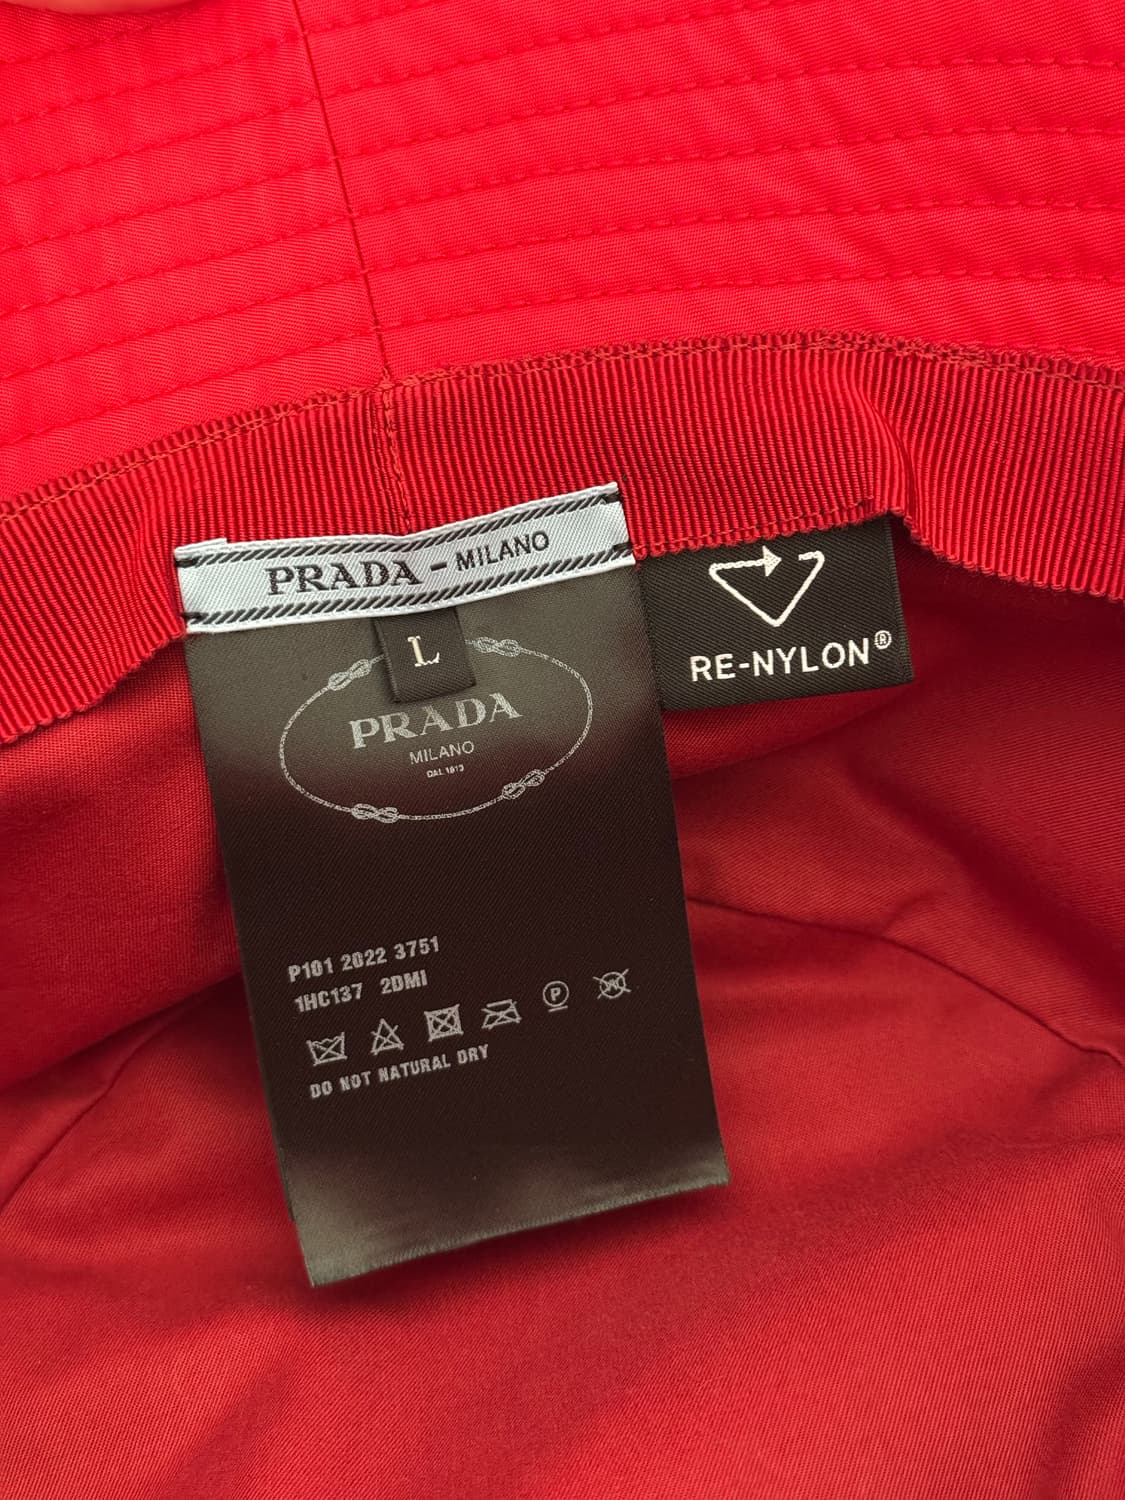 PRADA - MILANO
L
PRADA
MILANO
DAL 1913
RE-NYLON®
P101 2022 3751
1HC137 2DMI
P
W
DO NOT NATURAL DRY